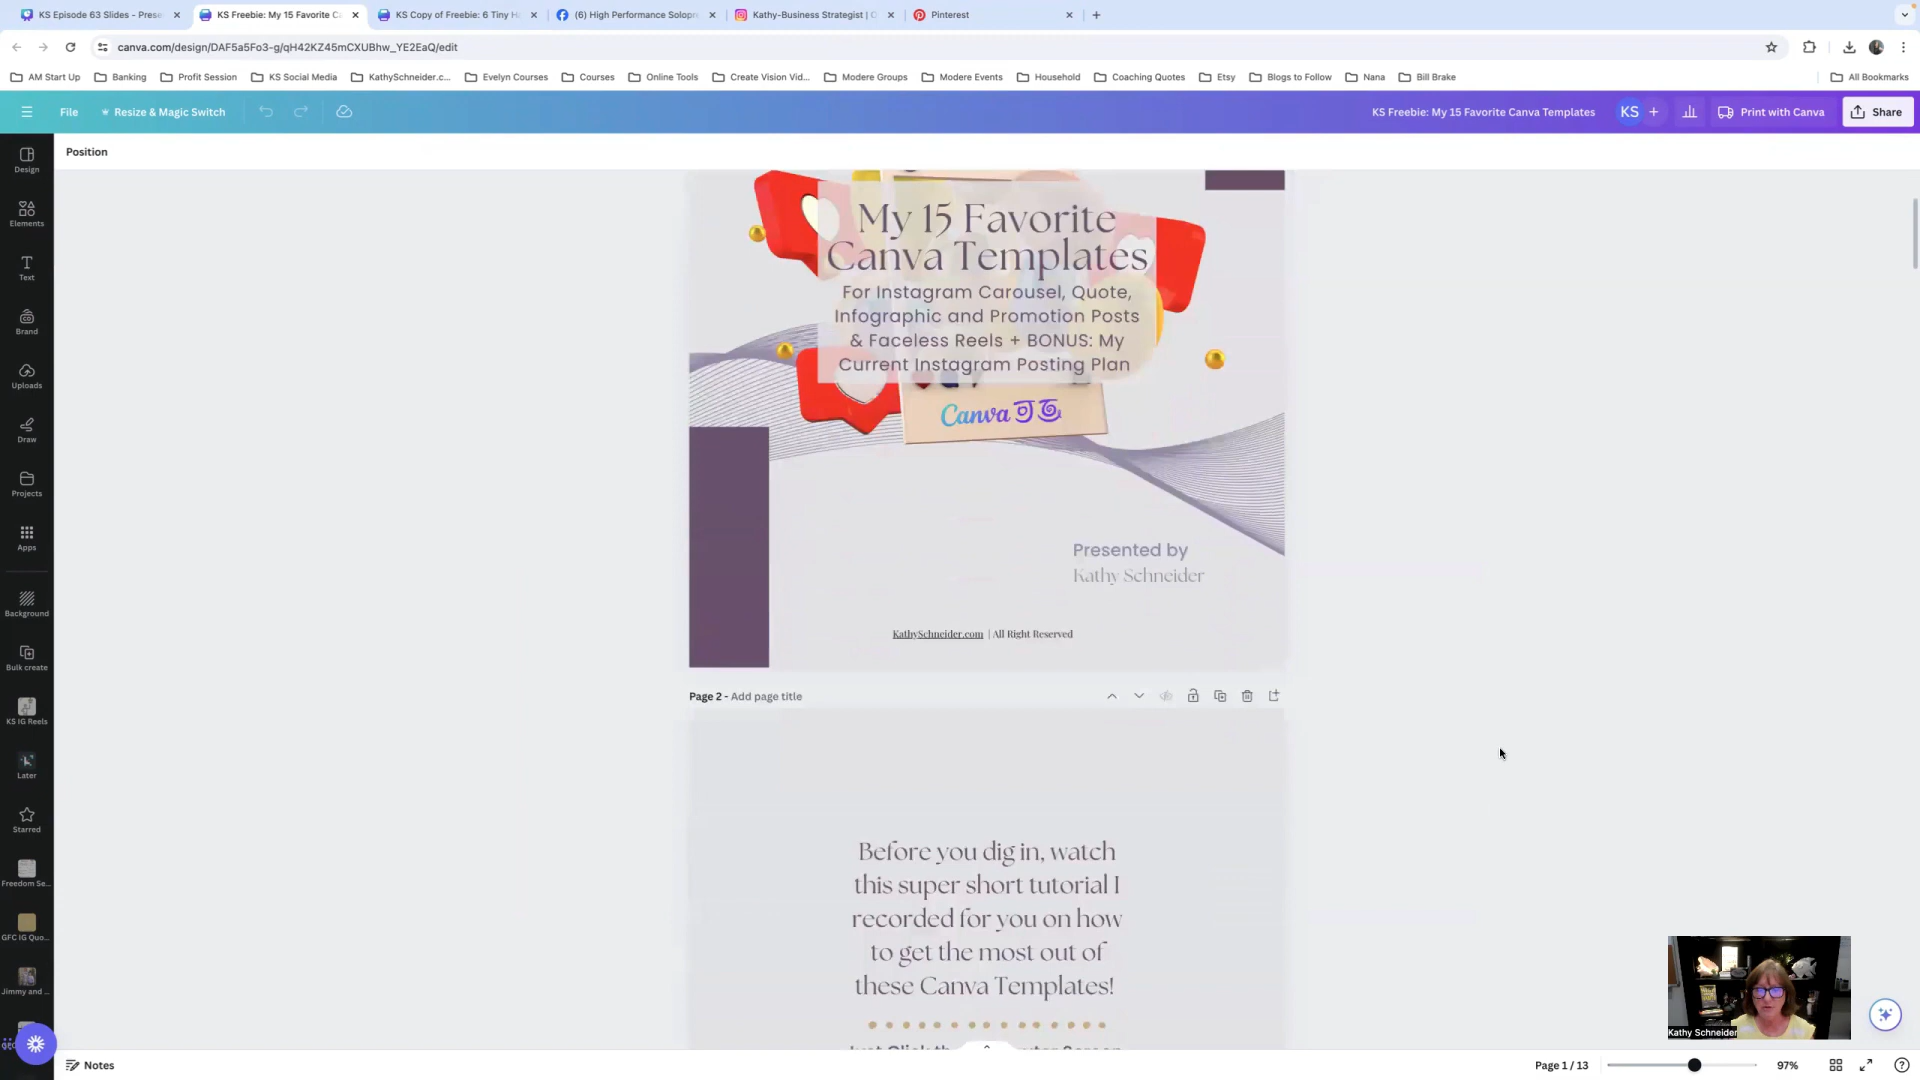 KS Episode 63 Slides - Prese
KS Freebie: My 15 Favorite Ca
KS Copy of Freebie: 6 Tiny Ha
(6) High Performance Solopr
Kathy-Business Strategist | O
Pinterest
canva.com/design/DAF5a5Fo3-g/qH42KZ45mCXUBhw_YE2EaQ/edit
AM Start Up
Banking
Profit Session
KS Social Media
KathySchneider.c...
Evelyn Courses
Courses
Online Tools
Create Vision Vid...
Modere Groups
Modere Events
Household
Coaching Quotes
Etsy
Blogs to Follow
Nana
Bill Brake
All Bookmarks
File
Resize & Magic Switch
KS Freebie: My 15 Favorite Canva Templates
KS
Print with Canva
Share
Position
Design
Elements
Text
Brand
Uploads
Draw
Projects
Apps
Background
Bulk create
KS IG Reels
Later
Starred
Freedom Se...
GFC IG Quo...
Jimmy and ...
My 15 Favorite
Canva Templates
For Instagram Carousel, Quote,
Infographic and Promotion Posts
& Faceless Reels + BONUS: My
Current Instagram Posting Plan
Canva
Presented by
Kathy Schneider
KathySchneider.com | All Right Reserved
Page 2 - Add page title
Before you dig in, watch
this super short tutorial I
recorded for you on how
to get the most out of
these Canva Templates!
Kathy Schneider
Notes
Page 1 / 13
97%